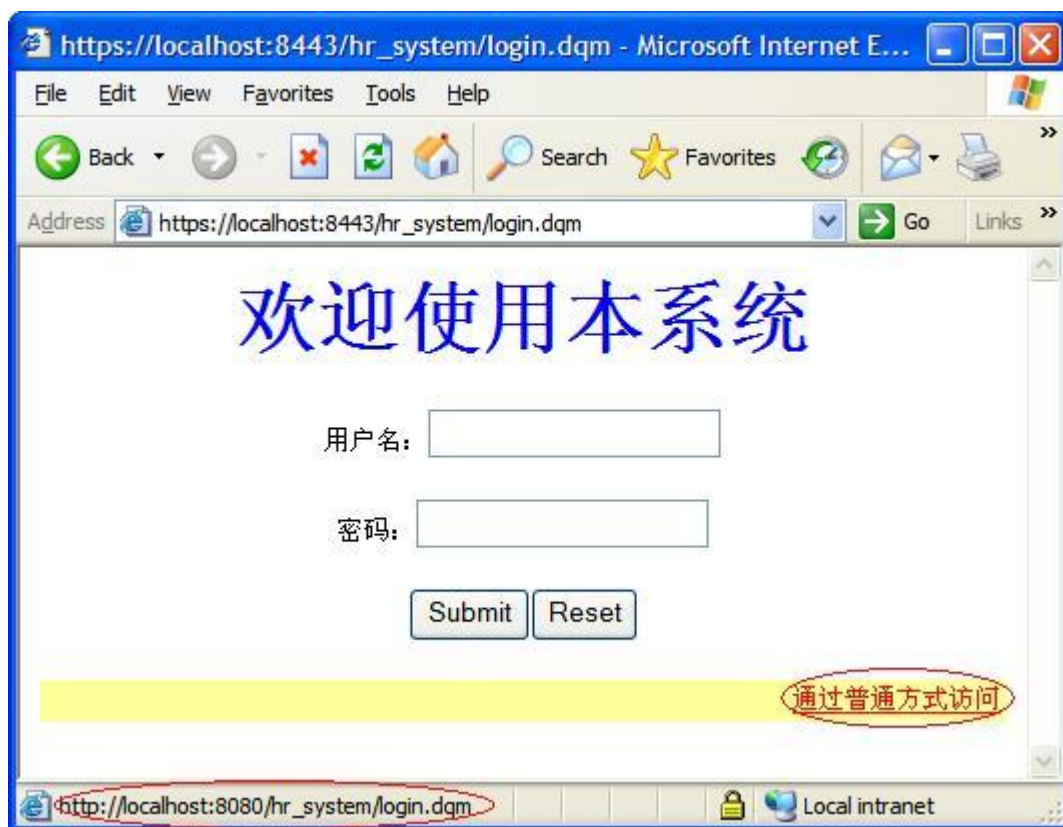 https://localhost:8443/hr_system/login.dqm - Microsoft Internet E...
File Edit View Favorites Tools Help
Back Search Favorites
Address https://localhost:8443/hr_system/login.dqm Go Links
欢迎使用本系统
用户名：
密码：
Submit Reset
通过普通方式访问
http://localhost:8080/hr_system/login.dqm Local intranet